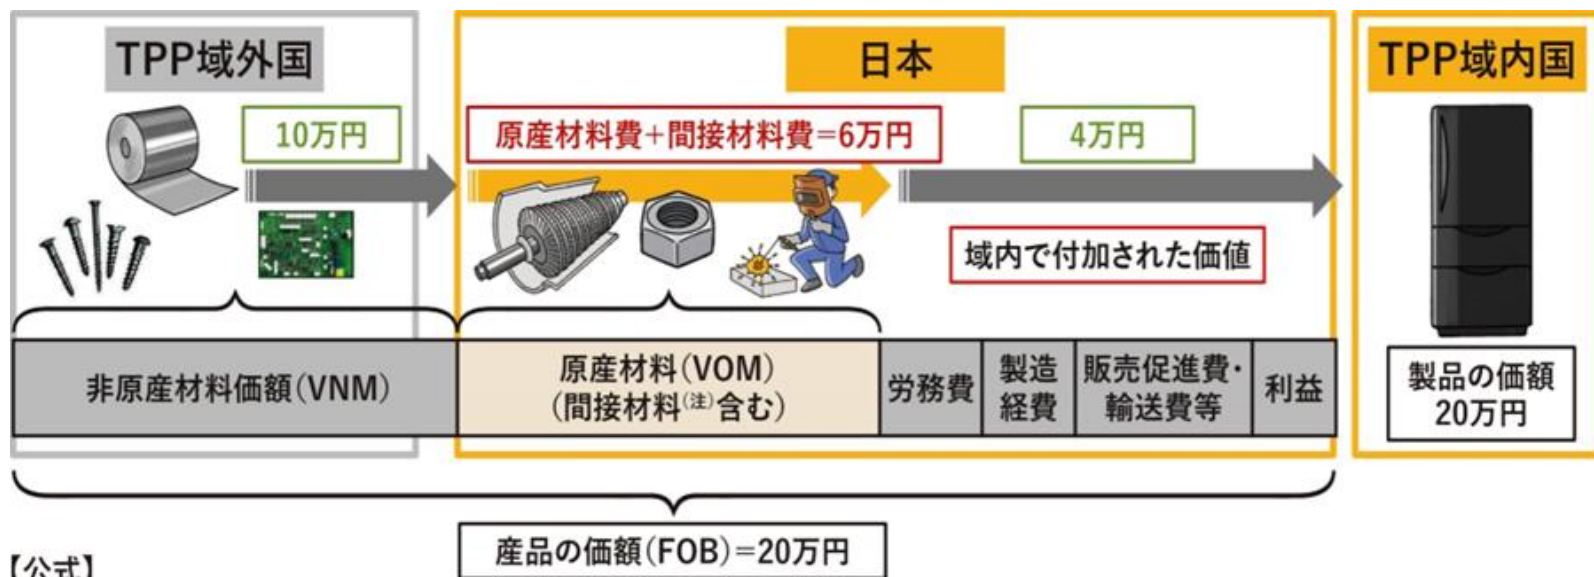 TPP域外国
日本
TPP域内国
10万円
原産材料費＋間接材料費＝6万円
4万円
域内で付加された価値
非原産材料価額（VNM）
原産材料（VOM）
（間接材料（注）含む）
労務費
製造
経費
販売促進費・
輸送費等
利益
製品の価額
20万円
産品の価額（FOB）＝20万円
【公式】